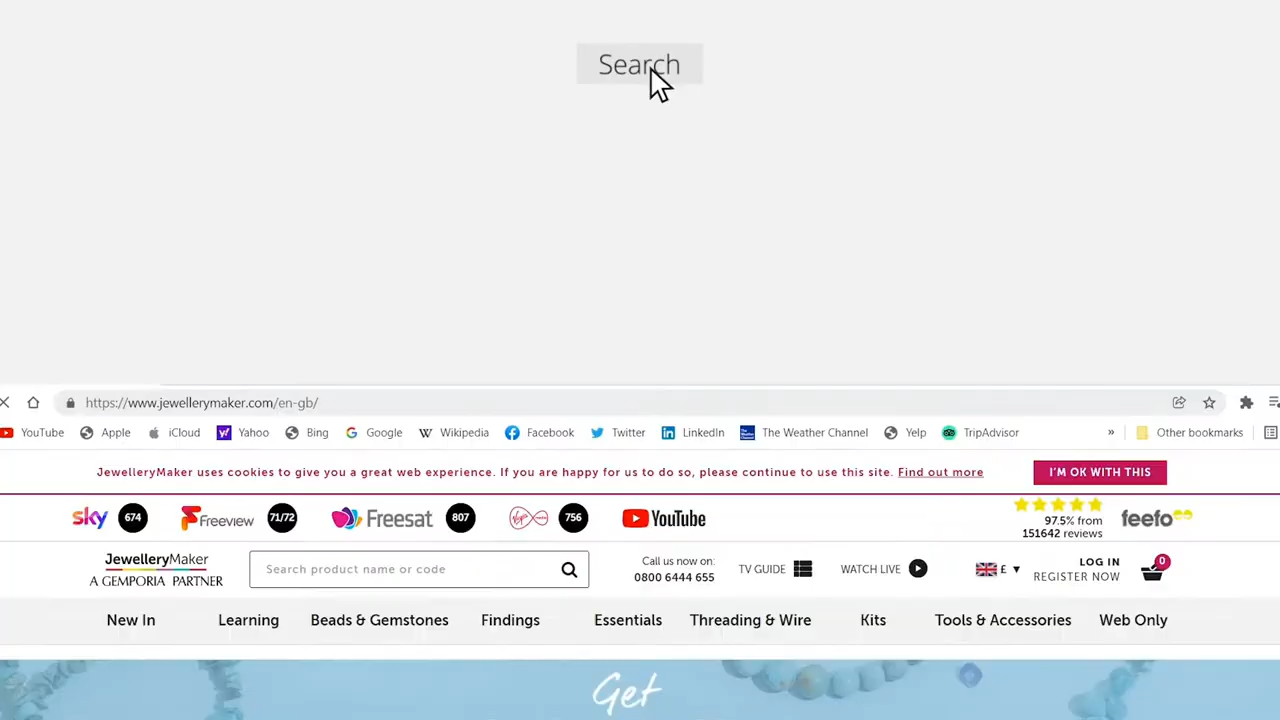 Search
https://www.jewellerymaker.com/en-gb/
YouTube Apple iCloud Yahoo Bing Google Wikipedia Facebook Twitter LinkedIn The Weather Channel Yelp TripAdvisor » Other bookmarks
JewelleryMaker uses cookies to give you a great web experience. If you are happy for us to do so, please continue to use this site. Find out more I'M OK WITH THIS
sky 674 Freeview 71/72 Freesat 807 756 YouTube
97.5% from
151642 reviews
feefo
JewelleryMaker
A GEMPORIA PARTNER
Search product name or code
Call us now on:
0800 6444 655
TV GUIDE
WATCH LIVE
£
LOG IN
REGISTER NOW
0
New In Learning Beads & Gemstones Findings Essentials Threading & Wire Kits Tools & Accessories Web Only
Get